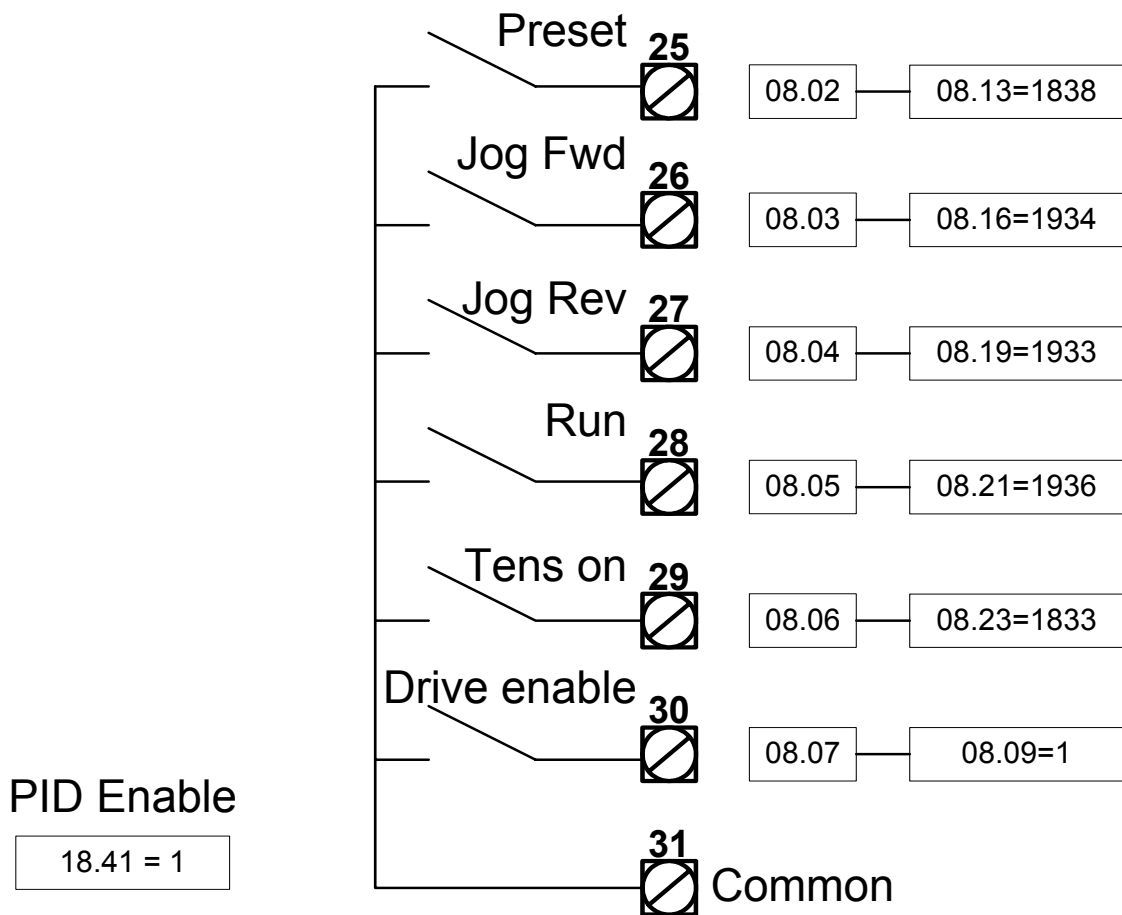 Preset 25 08.02 08.13=1838
Jog Fwd 26 08.03 08.16=1934
Jog Rev 27 08.04 08.19=1933
Run 28 08.05 08.21=1936
Tens on 29 08.06 08.23=1833
Drive enable 30 08.07 08.09=1
PID Enable
18.41 = 1
31 Common